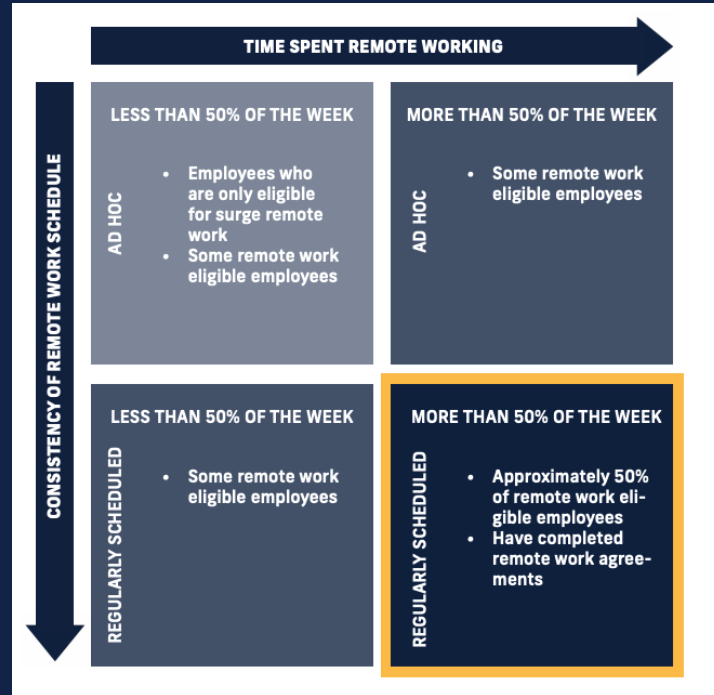 TIME SPENT REMOTE WORKING
CONSISTENCY OF REMOTE WORK SCHEDULE
LESS THAN 50% OF THE WEEK
AD HOC
• Employees who
are only eligible
for surge remote
work
• Some remote work
eligible employees
MORE THAN 50% OF THE WEEK
AD HOC
• Some remote work
eligible employees
LESS THAN 50% OF THE WEEK
REGULARLY SCHEDULED
• Some remote work
eligible employees
MORE THAN 50% OF THE WEEK
REGULARLY SCHEDULED
• Approximately 50%
of remote work eli-
gible employees
• Have completed
remote work agree-
ments